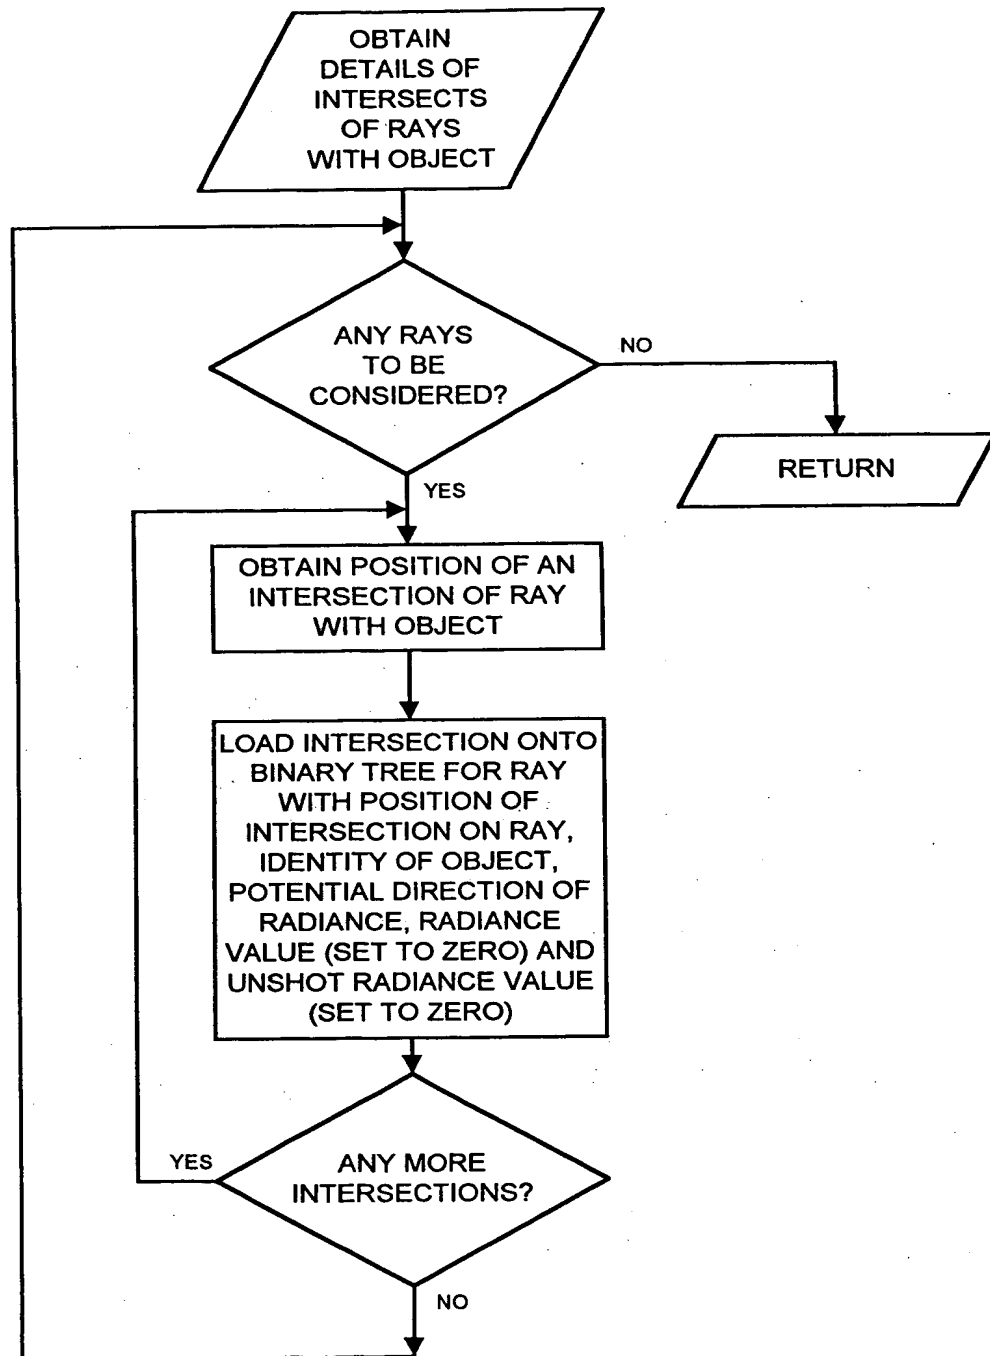 OBTAIN
DETAILS OF
INTERSECTS
OF RAYS
WITH OBJECT
ANY RAYS
TO BE
CONSIDERED?
NO
RETURN
YES
OBTAIN POSITION OF AN
INTERSECTION OF RAY
WITH OBJECT
LOAD INTERSECTION ONTO
BINARY TREE FOR RAY
WITH POSITION OF
INTERSECTION ON RAY,
IDENTITY OF OBJECT,
POTENTIAL DIRECTION OF
RADIANCE, RADIANCE
VALUE (SET TO ZERO) AND
UNSHOT RADIANCE VALUE
(SET TO ZERO)
YES
ANY MORE
INTERSECTIONS?
NO